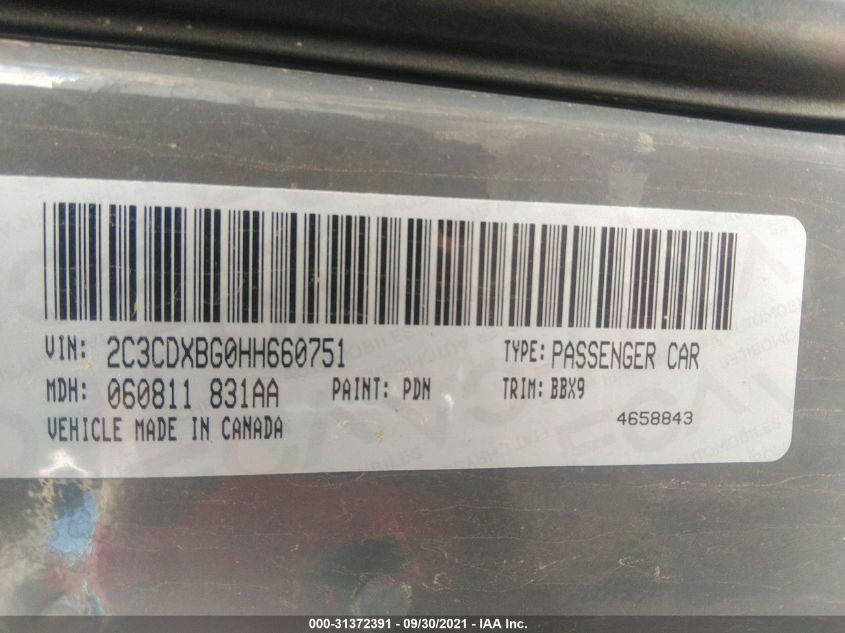 VIN: 2C3CDXBG0HH660751 TYPE: PASSENGER CAR
MDH: 060811 831AA PAINT: PDN TRIM: BBX9
VEHICLE MADE IN CANADA 4658843
000-31372391 - 09/30/2021 - IAA Inc.